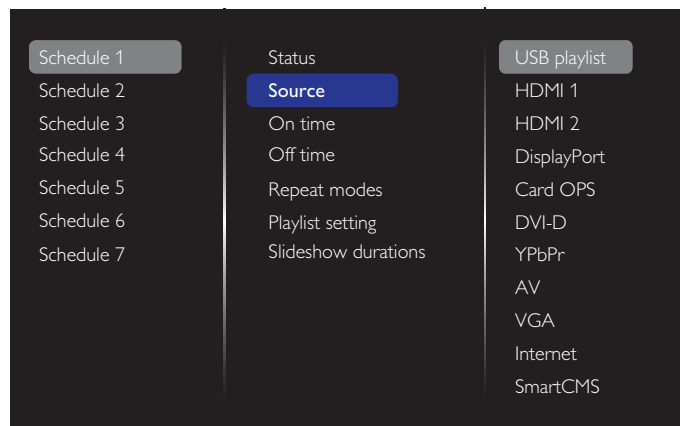 Schedule 1
Schedule 2
Schedule 3
Schedule 4
Schedule 5
Schedule 6
Schedule 7
Status
Source
On time
Off time
Repeat modes
Playlist setting
Slideshow durations
USB playlist
HDMI 1
HDMI 2
DisplayPort
Card OPS
DVI-D
YPbPr
AV
VGA
Internet
SmartCMS